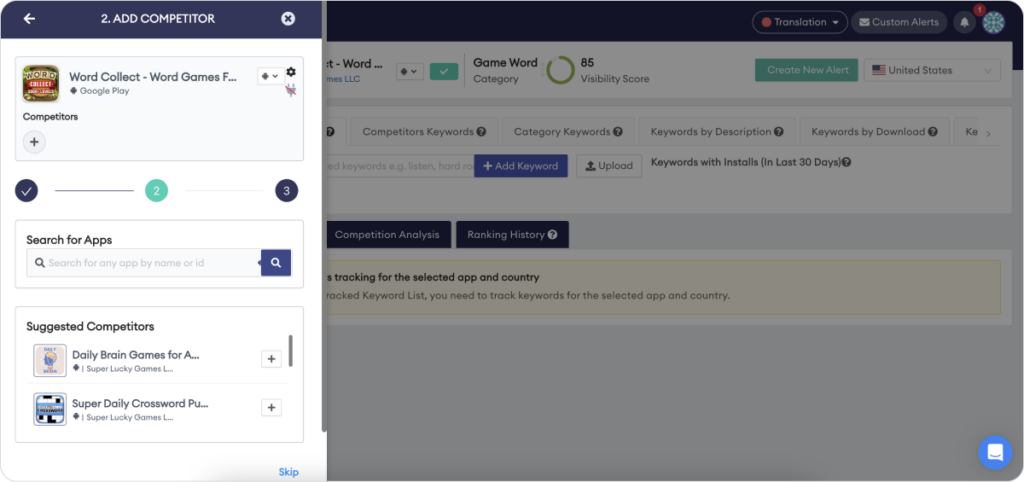 2. ADD COMPETITOR
Word Collect - Word Games F...
Google Play
Competitors
2
3
Search for Apps
Search for any app by name or id
Suggested Competitors
Daily Brain Games for A...
| Super Lucky Games L...
Super Daily Crossword Pu...
| Super Lucky Games L...
Skip
Translation
Custom Alerts
1
ct - Word ...
mes LLC
Game Word
Category
85
Visibility Score
Create New Alert
United States
Competitors Keywords
Category Keywords
Keywords by Description
Keywords by Download
Ke
ed keywords e.g. listen, hard ro
+ Add Keyword
Upload
Keywords with Installs (In Last 30 Days)
Competition Analysis
Ranking History
s tracking for the selected app and country
racked Keyword List, you need to track keywords for the selected app and country.